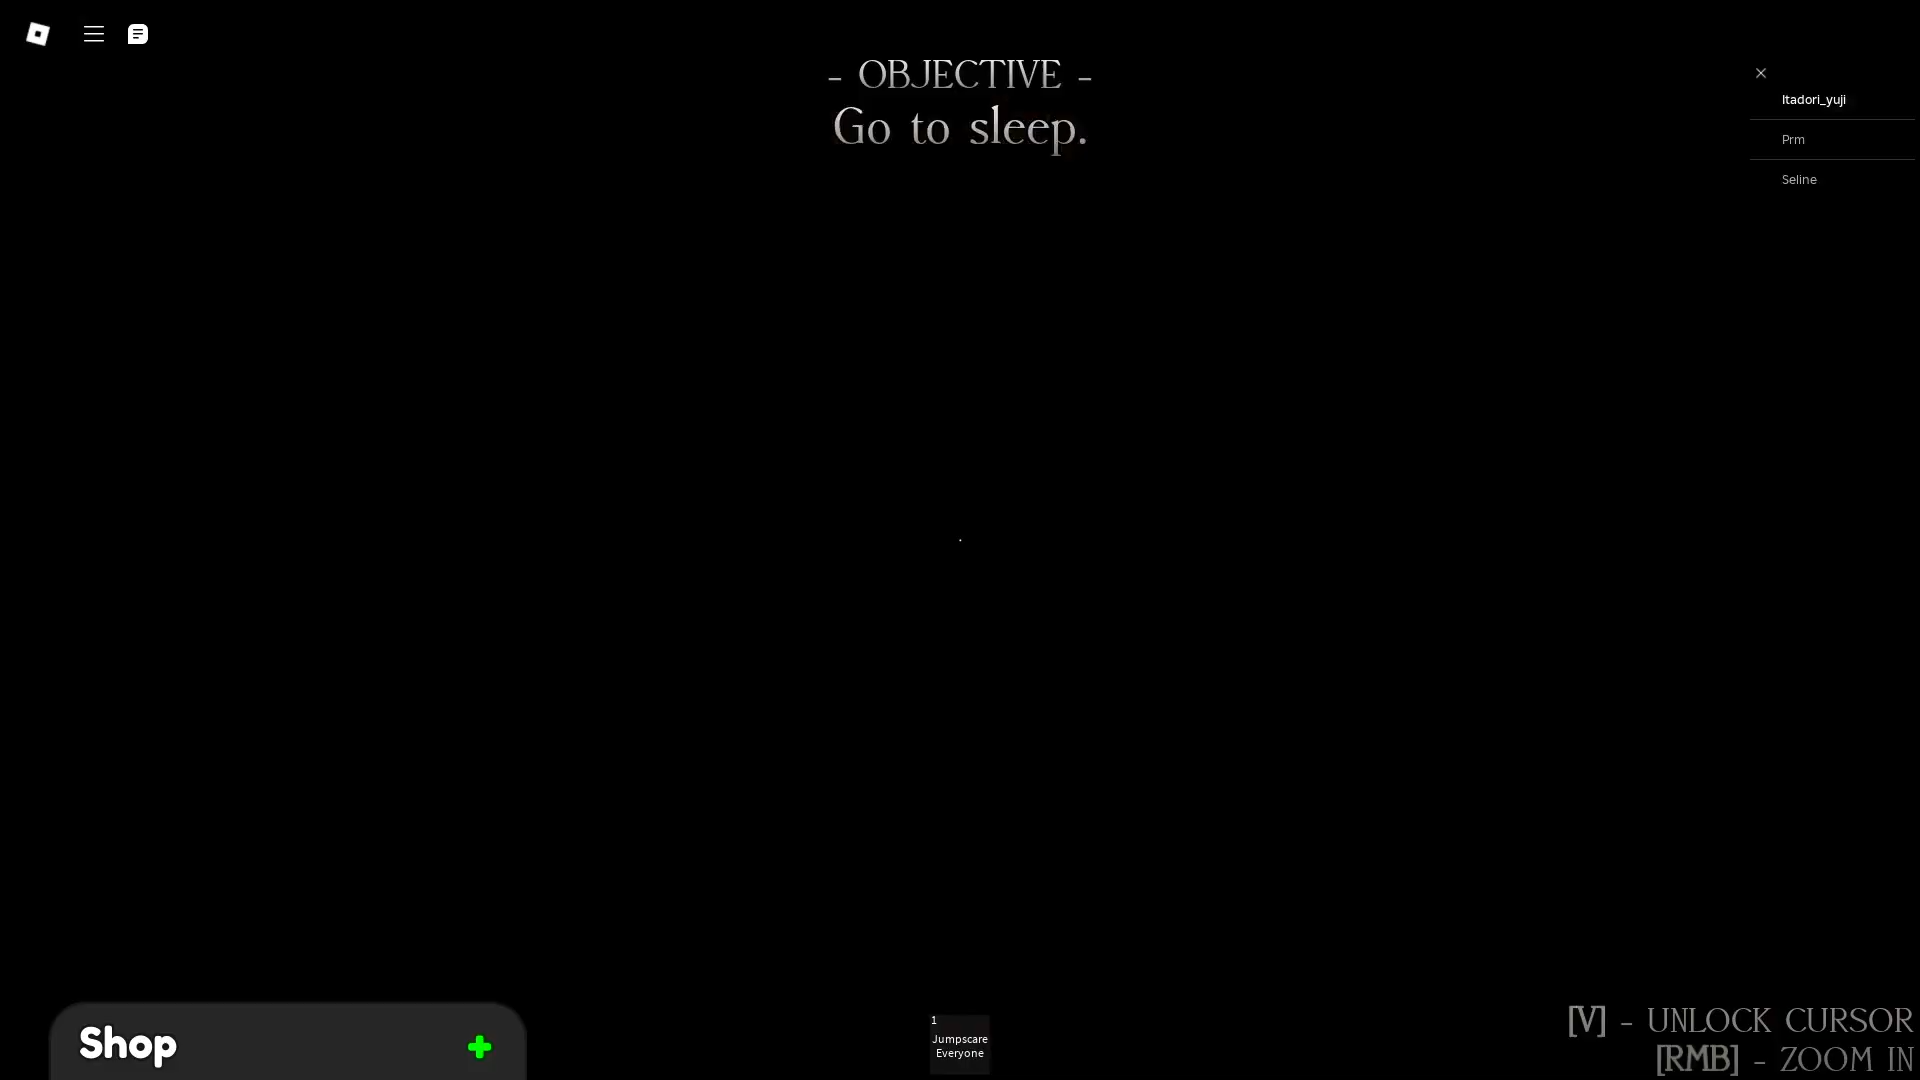 - OBJECTIVE -
Go to sleep.
Itadori_yuji
Prm
Seline
Shop
1
Jumpscare
Everyone
[V] - UNLOCK CURSOR
[RMB] - ZOOM IN